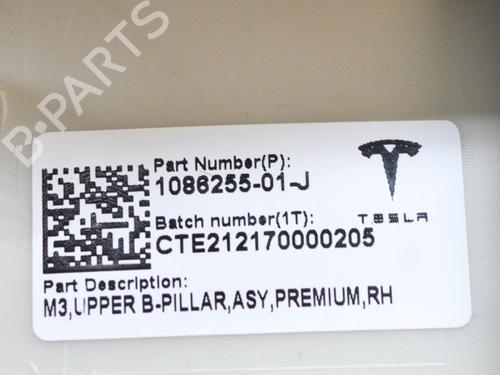 B-PARTS
Part Number(P):
1086255-01-J
Batch number(1T):
TESLA
CTE212170000205
Part Description:
M3,UPPER B-PILLAR,ASY,PREMIUM,RH